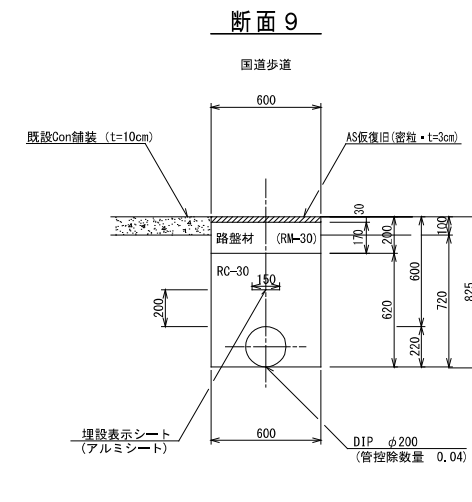 断面９
国道歩道
600
既設Con舗装 (t=10cm)
AS仮復旧(密粒・t=3cm)
30
100
170
200
路盤材 (RM-30)
600
RC-30
150
200
620
720
825
220
埋設表示シート
(アルミシート)
600
DIP φ200
(管控除数量 0.04)